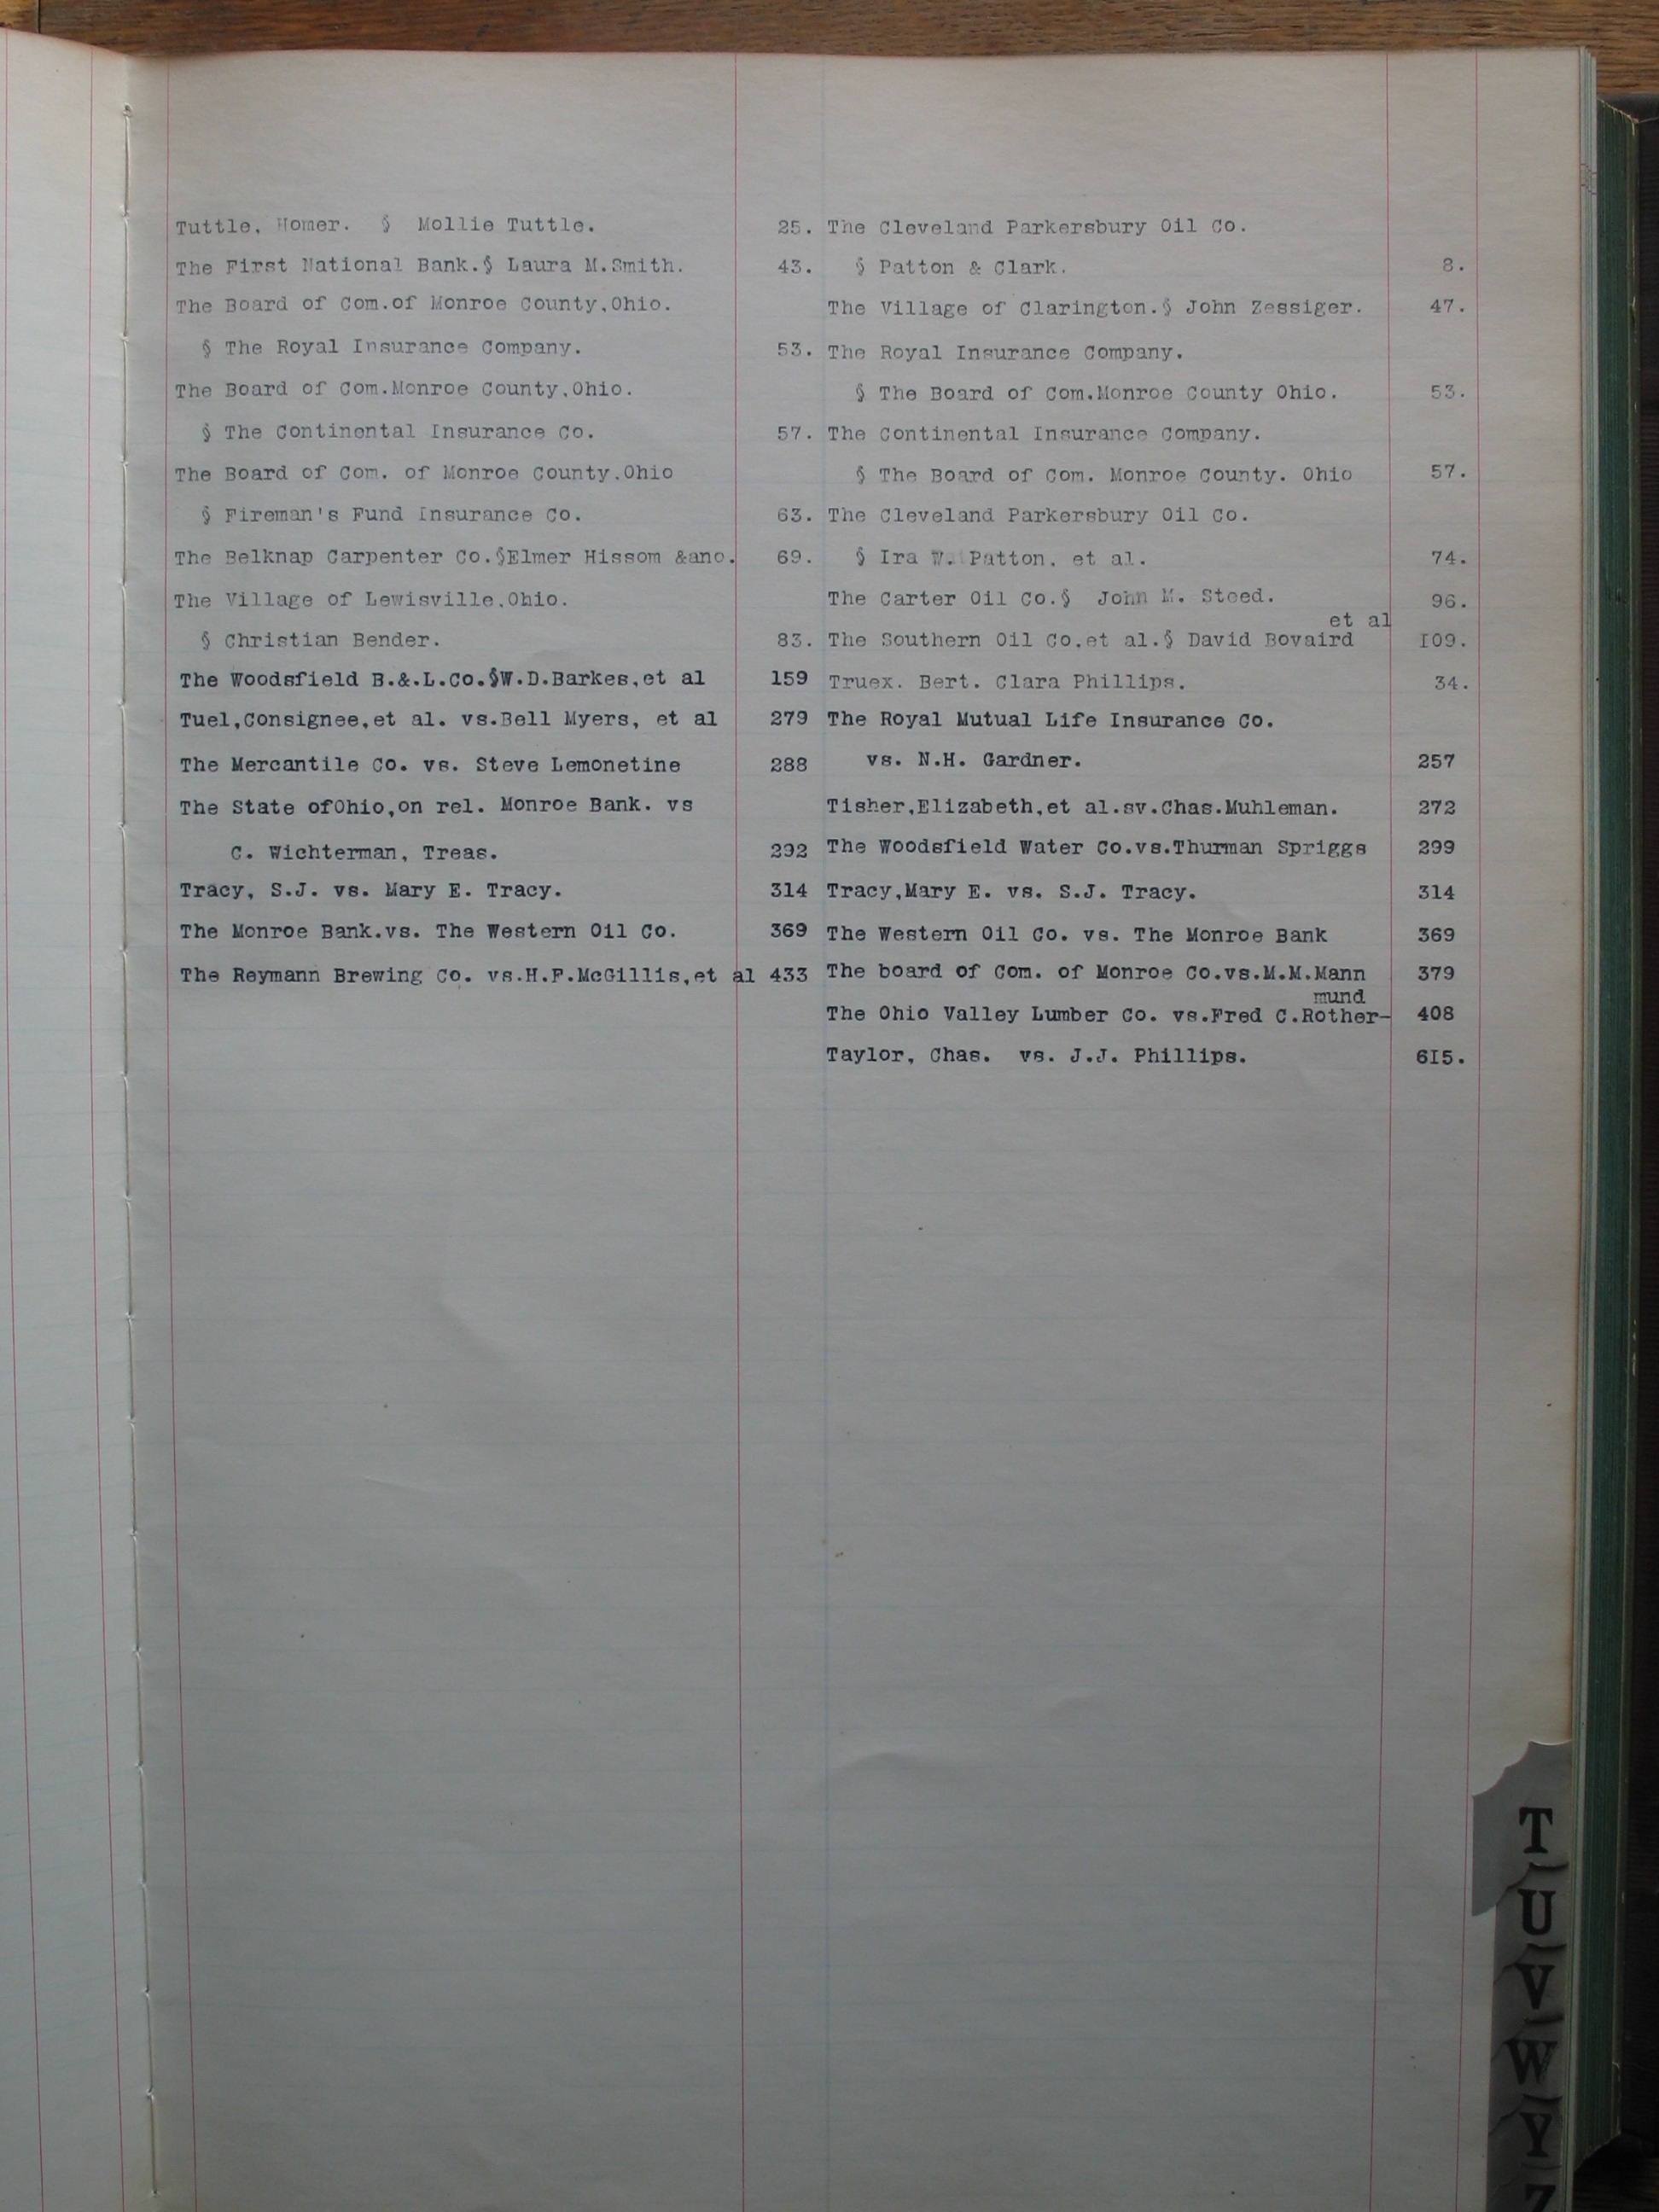 Tuttle. Homer. § Mollie Tuttle. 25.
The First National Bank.§ Laura M.Smith. 43.
The Board of Com.of Monroe County,Ohio.
§ The Royal Insurance Company. 53.
The Board of Com.Monroe County,Ohio.
§ The Continental Insurance Co. 57.
The Board of Com. of Monroe County.Ohio
§ Fireman's Fund Insurance Co. 63.
The Belknap Carpenter Co.§Elmer Hissom &ano. 69.
The Village of Lewisville,Ohio.
§ Christian Bender. 83.
The Woodsfield B.&.L.Co.§W.D.Barkes,et al 159
Tuel,Consignee,et al. vs.Bell Myers, et al 279
The Mercantile Co. vs. Steve Lemonetine 288
The State ofOhio,on rel. Monroe Bank. vs
C. Wichterman, Treas. 292
Tracy, S.J. vs. Mary E. Tracy. 314
The Monroe Bank.vs. The Western Oil Co. 369
The Reymann Brewing Co. vs.H.F.McGillis,et al 433
The Cleveland Parkersbury Oil Co.
§ Patton & Clark. 8.
The Village of Clarington.§ John Zessiger. 47.
The Royal Insurance Company.
§ The Board of Com.Monroe County Ohio. 53.
The Continental Insurance Company.
§ The Board of Com. Monroe County. Ohio 57.
The Cleveland Parkersbury Oil Co.
§ Ira W. Patton. et al. 74.
The Carter Oil Co.§ John M. Steed. 96.
et al
The Southern Oil Co.et al.§ David Bovaird I09.
Truex. Bert. Clara Phillips. 34.
The Royal Mutual Life Insurance Co.
vs. N.H. Gardner. 257
Tisher,Elizabeth,et al.sv.Chas.Muhleman. 272
The Woodsfield Water Co.vs.Thurman Spriggs 299
Tracy,Mary E. vs. S.J. Tracy. 314
The Western Oil Co. vs. The Monroe Bank 369
The board of Com. of Monroe Co.vs.M.M.Mann 379
mund
The Ohio Valley Lumber Co. vs.Fred C.Rother- 408
Taylor, Chas. vs. J.J. Phillips. 6I5.
T
U
V
W
Y
Z